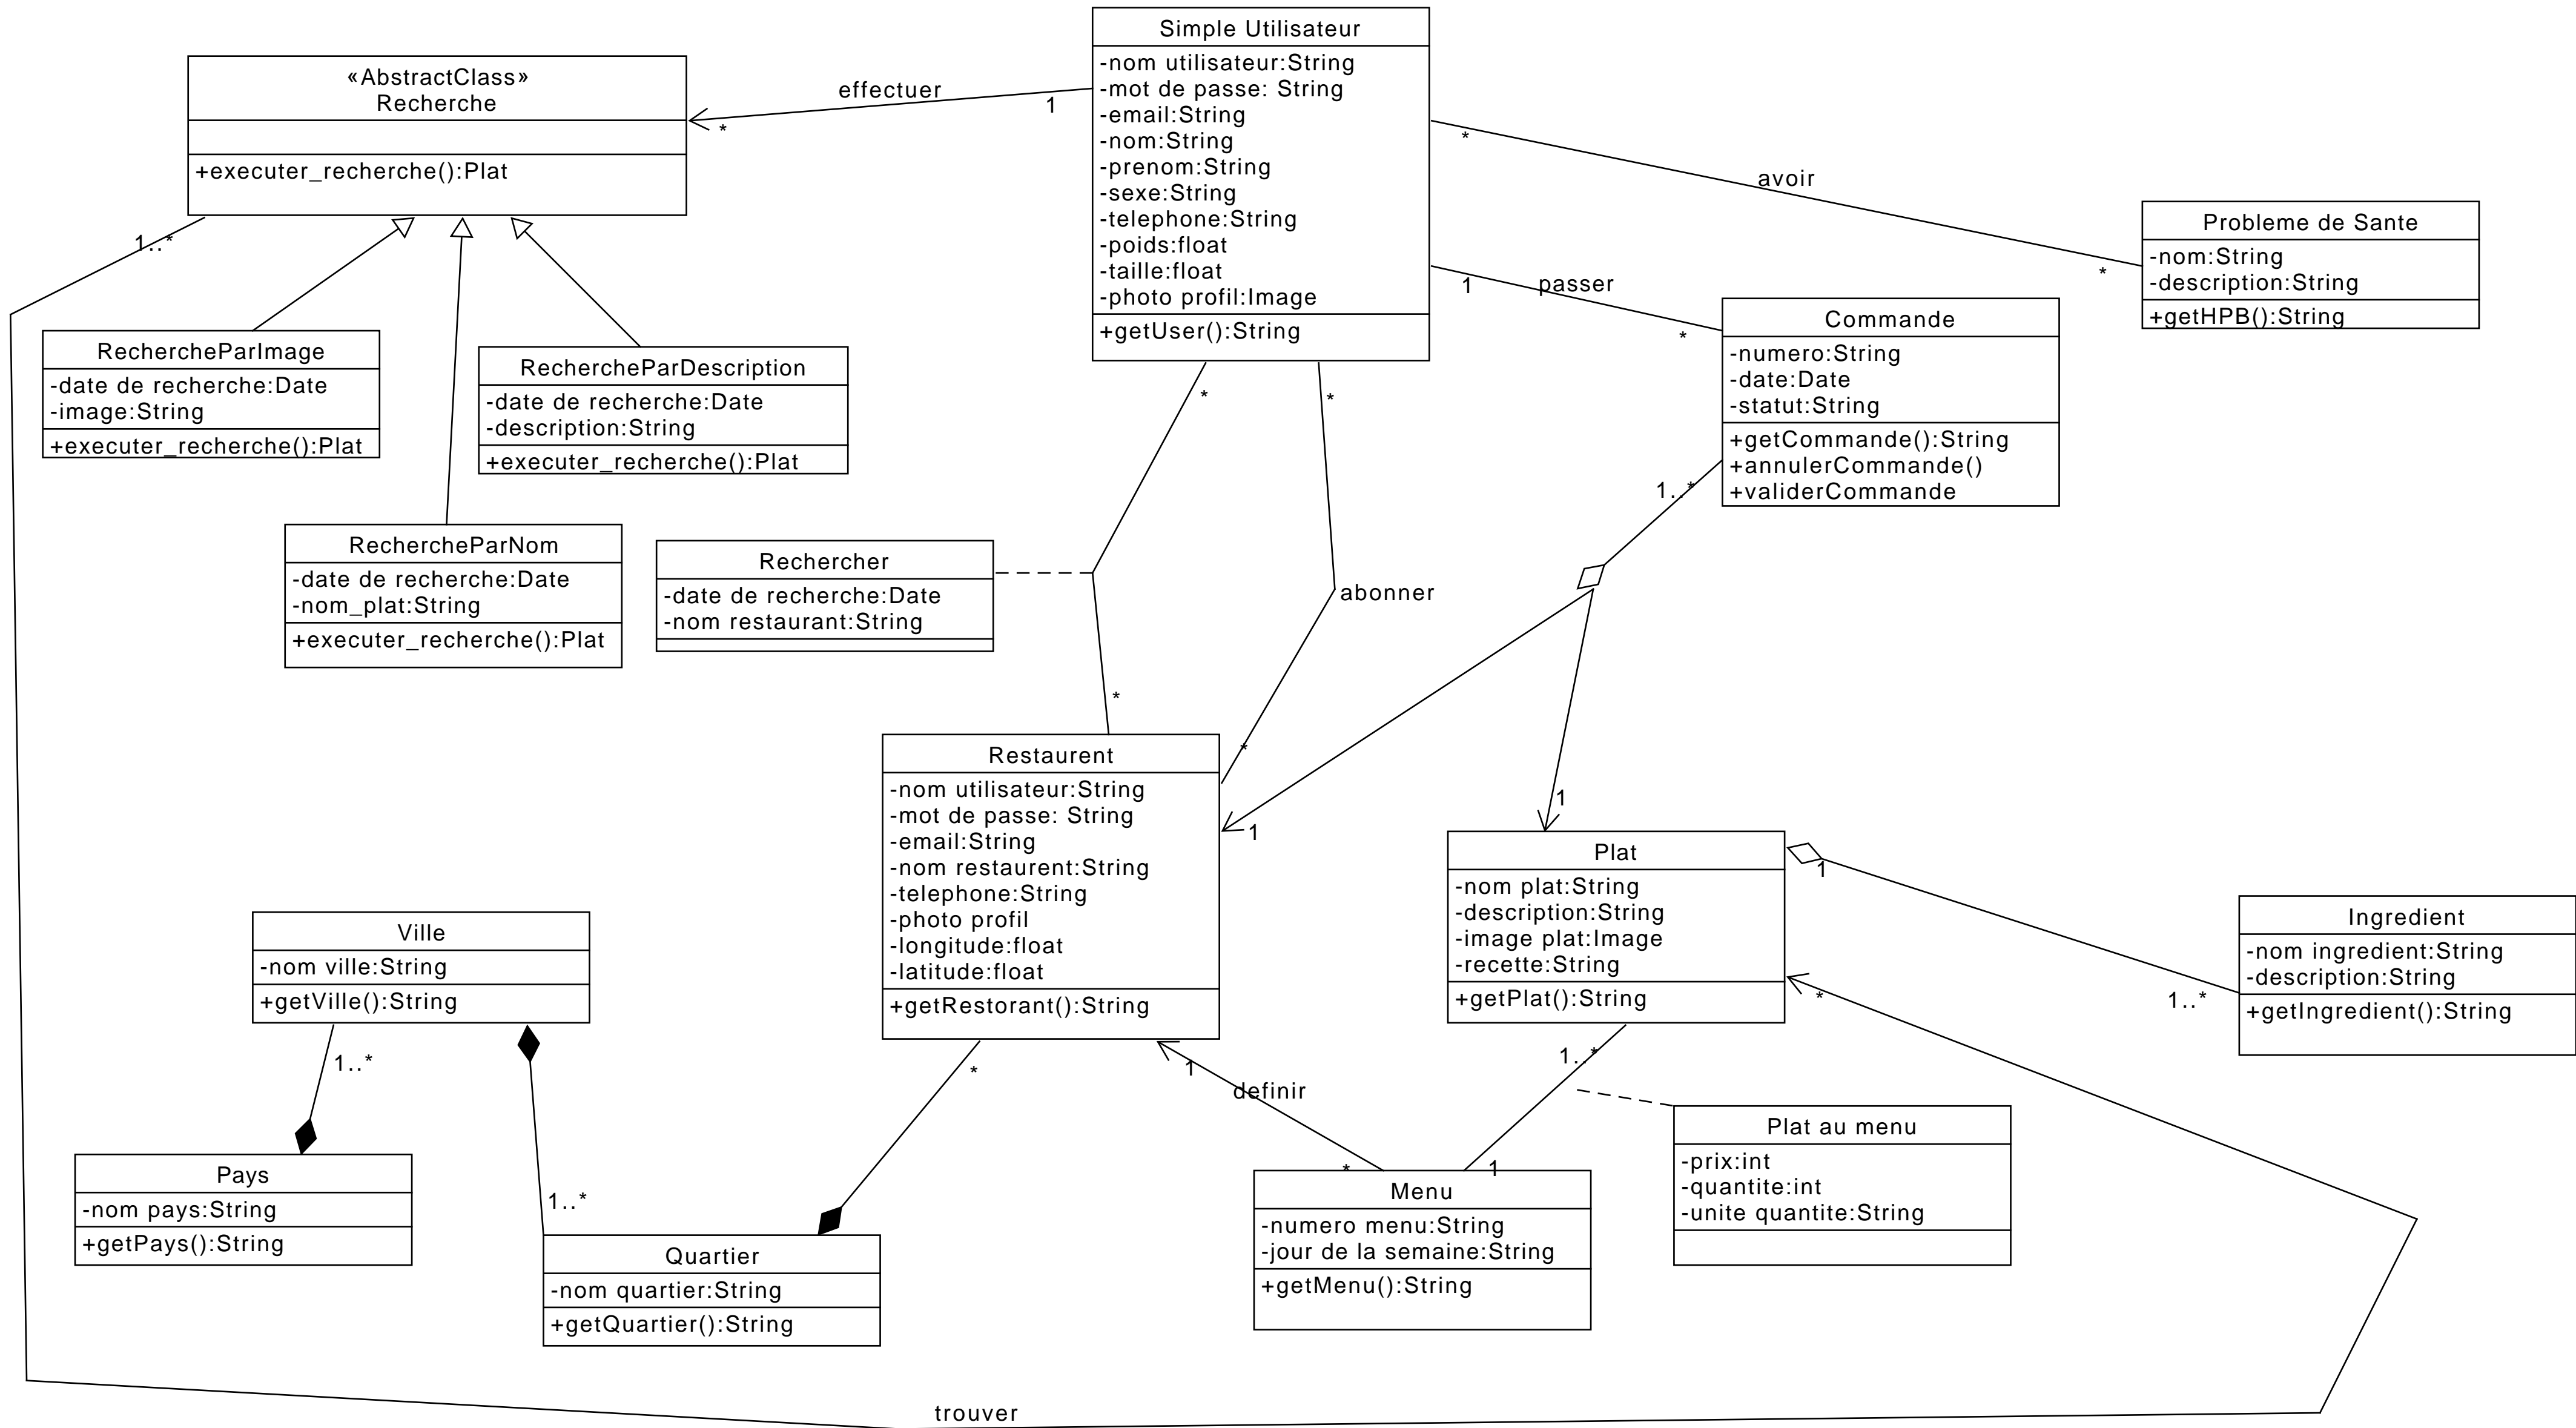 Simple Utilisateur
-nom utilisateur:String
-mot de passe: String
-email:String
-nom:String
-prenom:String
-sexe:String
-telephone:String
-poids:float
-taille:float
-photo profil:Image
+getUser():String
«AbstractClass»
Recherche
+executer_recherche():Plat
effectuer
1
*
1..*
*
avoir
*
1
passer
*
Probleme de Sante
-nom:String
-description:String
+getHPB():String
Commande
-numero:String
-date:Date
-statut:String
+getCommande():String
+annulerCommande()
+validerCommande
1..*
RechercheParImage
-date de recherche:Date
-image:String
+executer_recherche():Plat
RechercheParDescription
-date de recherche:Date
-description:String
+executer_recherche():Plat
RechercheParNom
-date de recherche:Date
-nom_plat:String
+executer_recherche():Plat
Rechercher
-date de recherche:Date
-nom restaurant:String
*
*
abonner
*
*
1
1
Restaurent
-nom utilisateur:String
-mot de passe: String
-email:String
-nom restaurent:String
-telephone:String
-photo profil
-longitude:float
-latitude:float
+getRestorant():String
Plat
-nom plat:String
-description:String
-image plat:Image
-recette:String
+getPlat():String
1
1..*
*
Ingredient
-nom ingredient:String
-description:String
+getIngredient():String
Ville
-nom ville:String
+getVille():String
1..*
1..*
*
1
definir
*
1..*
1
Pays
-nom pays:String
+getPays():String
Quartier
-nom quartier:String
+getQuartier():String
Menu
-numero menu:String
-jour de la semaine:String
+getMenu():String
Plat au menu
-prix:int
-quantite:int
-unite quantite:String
trouver